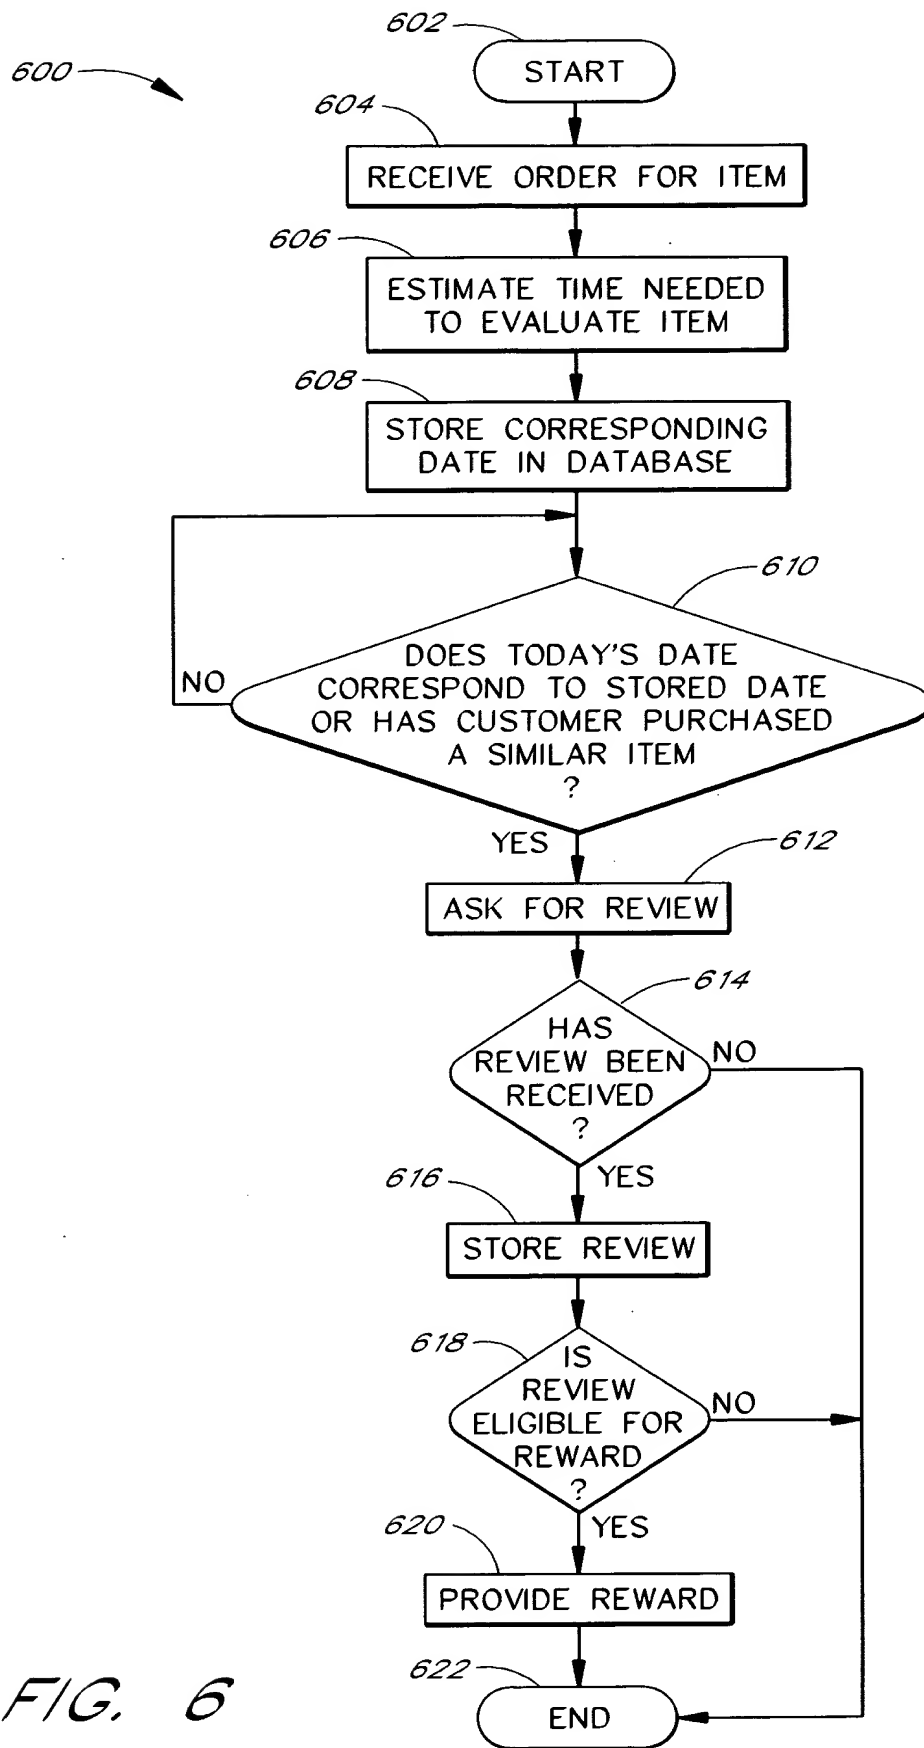 602
START
600
604
RECEIVE ORDER FOR ITEM
606
ESTIMATE TIME NEEDED
TO EVALUATE ITEM
608
STORE CORRESPONDING
DATE IN DATABASE
610
DOES TODAY'S DATE
CORRESPOND TO STORED DATE
OR HAS CUSTOMER PURCHASED
A SIMILAR ITEM
?
NO
YES
612
ASK FOR REVIEW
614
HAS
REVIEW BEEN
RECEIVED
?
NO
YES
616
STORE REVIEW
618
IS
REVIEW
ELIGIBLE FOR
REWARD
?
NO
YES
620
PROVIDE REWARD
622
END
FIG. 6